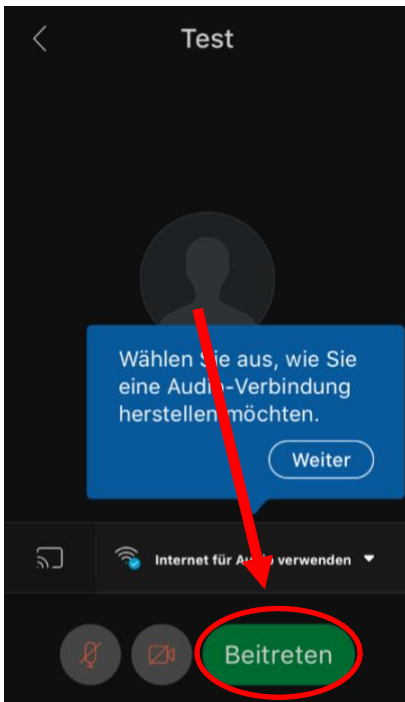 Test
Wählen Sie aus, wie Sie
eine Audio-Verbindung
herstellen möchten.
Weiter
Internet für Audio verwenden
Beitreten